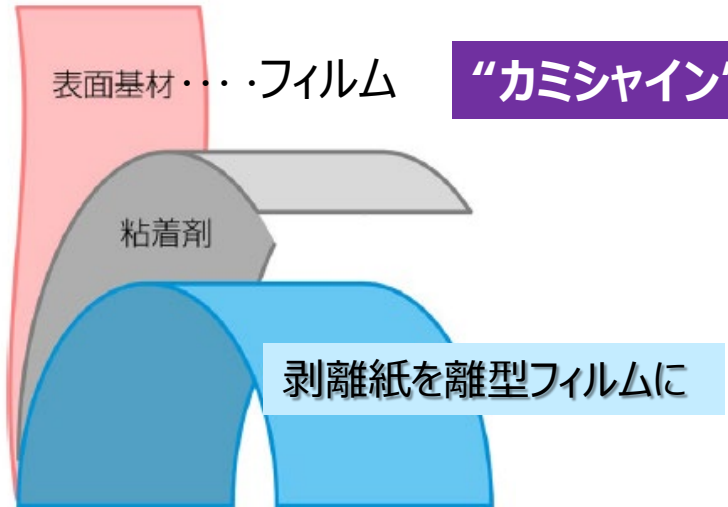 表面基材・・・・フィルム
“カミシャイン”
粘着剤
剥離紙を離型フィルムに